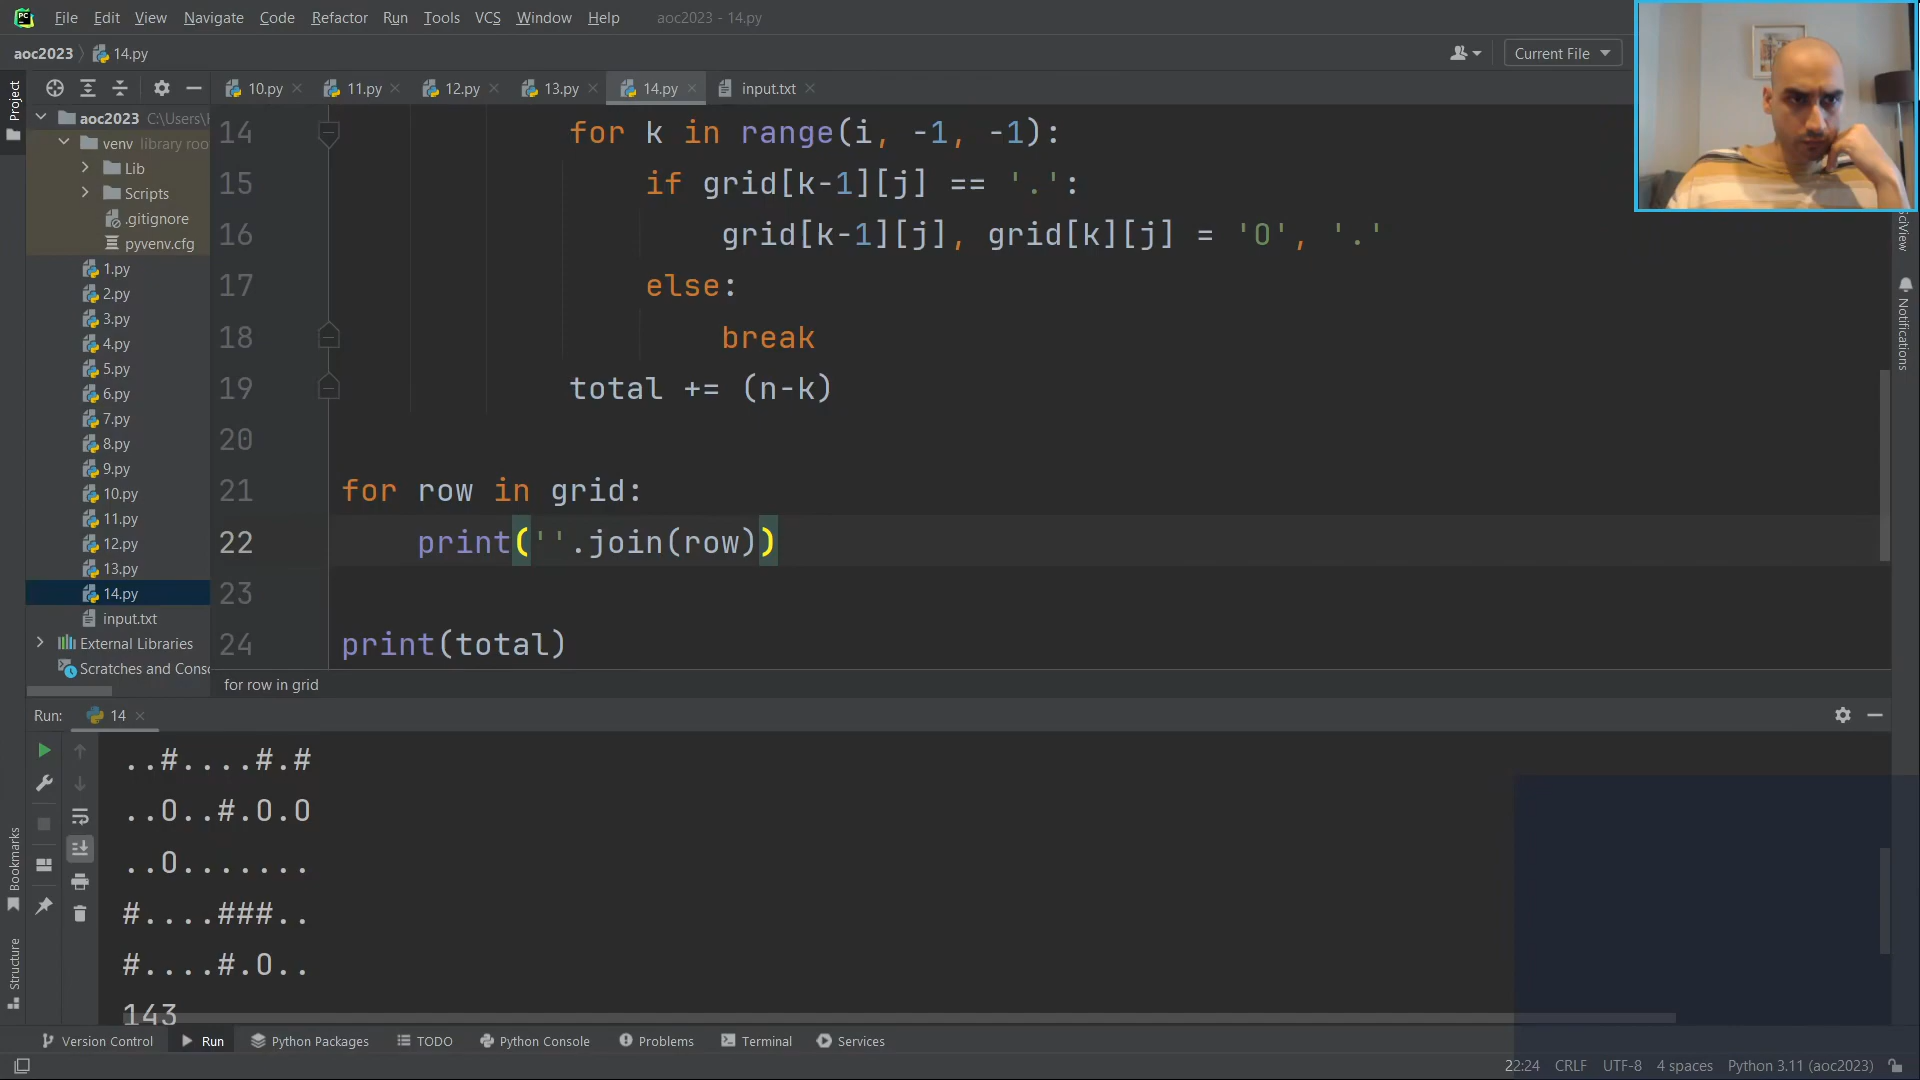 PC File Edit View Navigate Code Refactor Run Tools VCS Window Help aoc2023 - 14.py
aoc2023 14.py Current File
10.py 11.py 12.py 13.py 14.py input.txt
Project
aoc2023 C:\Users\
venv library roo
Lib
Scripts
.gitignore
pyvenv.cfg
1.py
2.py
3.py
4.py
5.py
6.py
7.py
8.py
9.py
10.py
11.py
12.py
13.py
14.py
input.txt
External Libraries
Scratches and Conso
14 for k in range(i, -1, -1):
15 if grid[k-1][j] == '.':
16 grid[k-1][j], grid[k][j] = 'O', '.'
17 else:
18 break
19 total += (n-k)
20
21 for row in grid:
22 print(''.join(row))
23
24 print(total)
for row in grid
SciView
Notifications
Run: 14
..#....#.#
..O..#.O.O
..O.......
#....###..
#....#.O..
143
Bookmarks
Structure
Version Control Run Python Packages TODO Python Console Problems Terminal Services
22:24 CRLF UTF-8 4 spaces Python 3.11 (aoc2023)